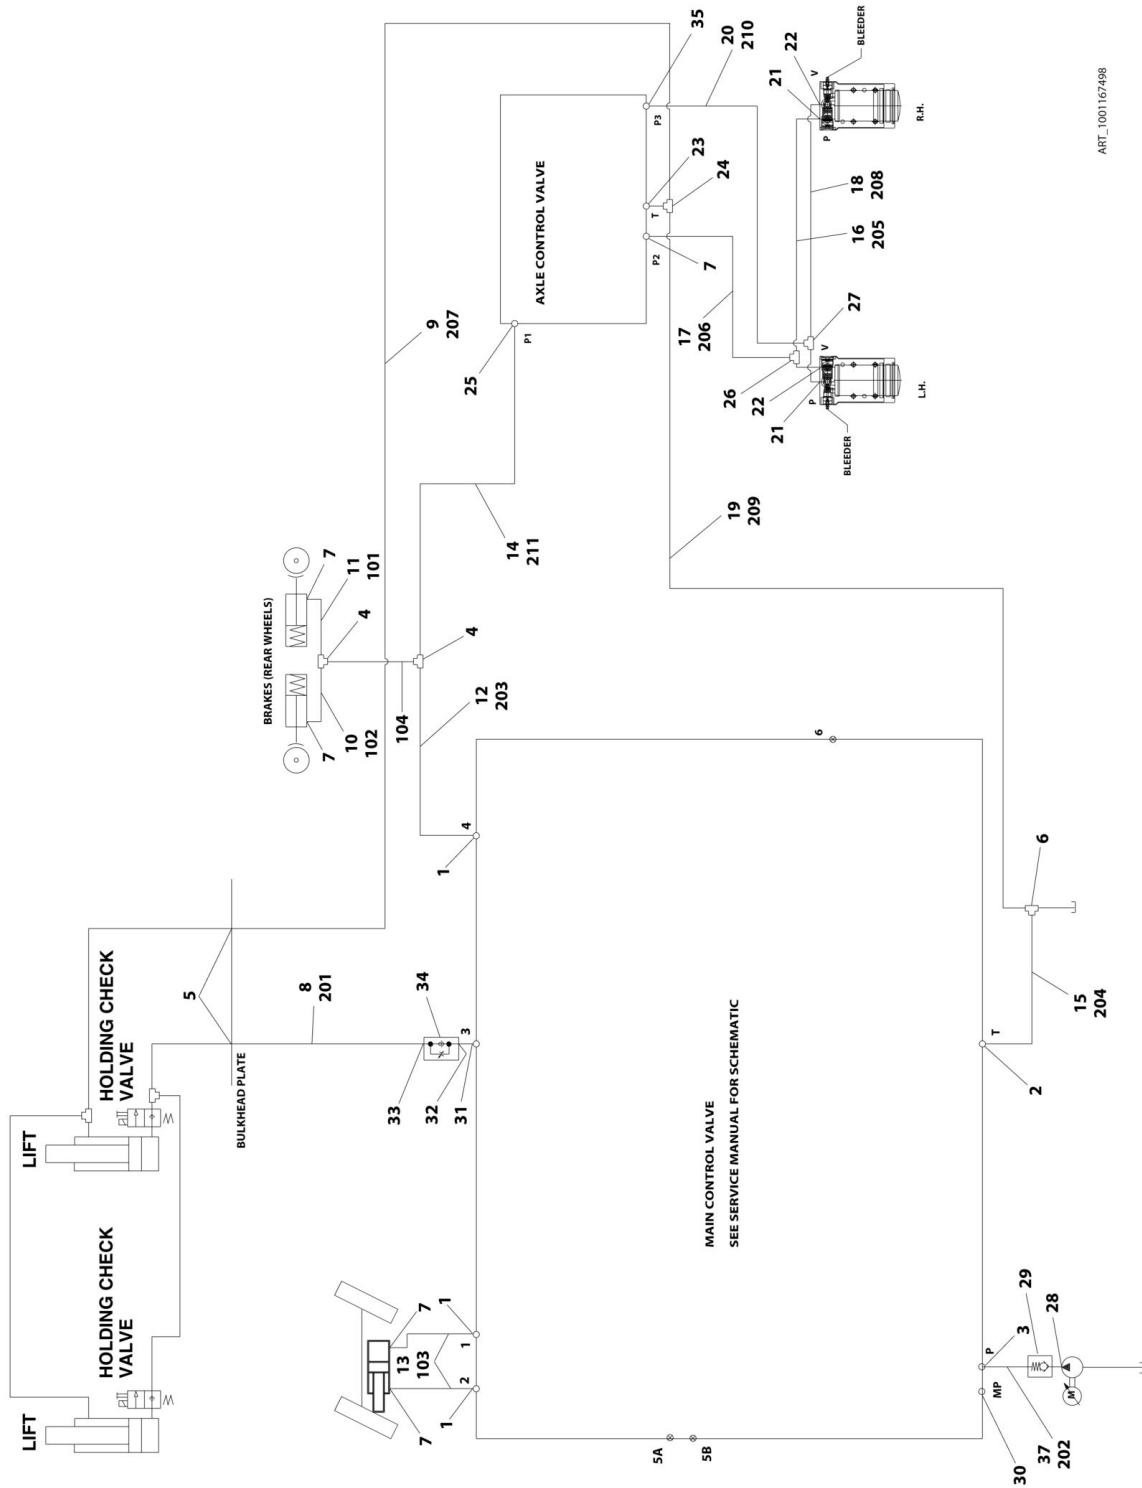 LIFT
LIFT
HOLDING CHECK
VALVE
HOLDING CHECK
VALVE
5
BULKHEAD PLATE
BRAKES (REAR WHEELS)
8
201
7
7
10
102
11
101
4
33
104
13
103
34
7
7
32
9
207
1
1
1
31
2
1
3
4
4
25
12
203
14
211
P1
AXLE CONTROL VALVE
5A
P2
T
P3
17
206
23
35
5B
7
MAIN CONTROL VALVE
SEE SERVICE MANUAL FOR SCHEMATIC
24
20
210
19
209
26
22
21
21
22
P
V
P
V
6
BLEEDER
BLEEDER
27
16
205
18
208
L.H.
R.H.
MP
P
T
30
3
2
29
28
M
37
202
6
15
204
ART_1001167498